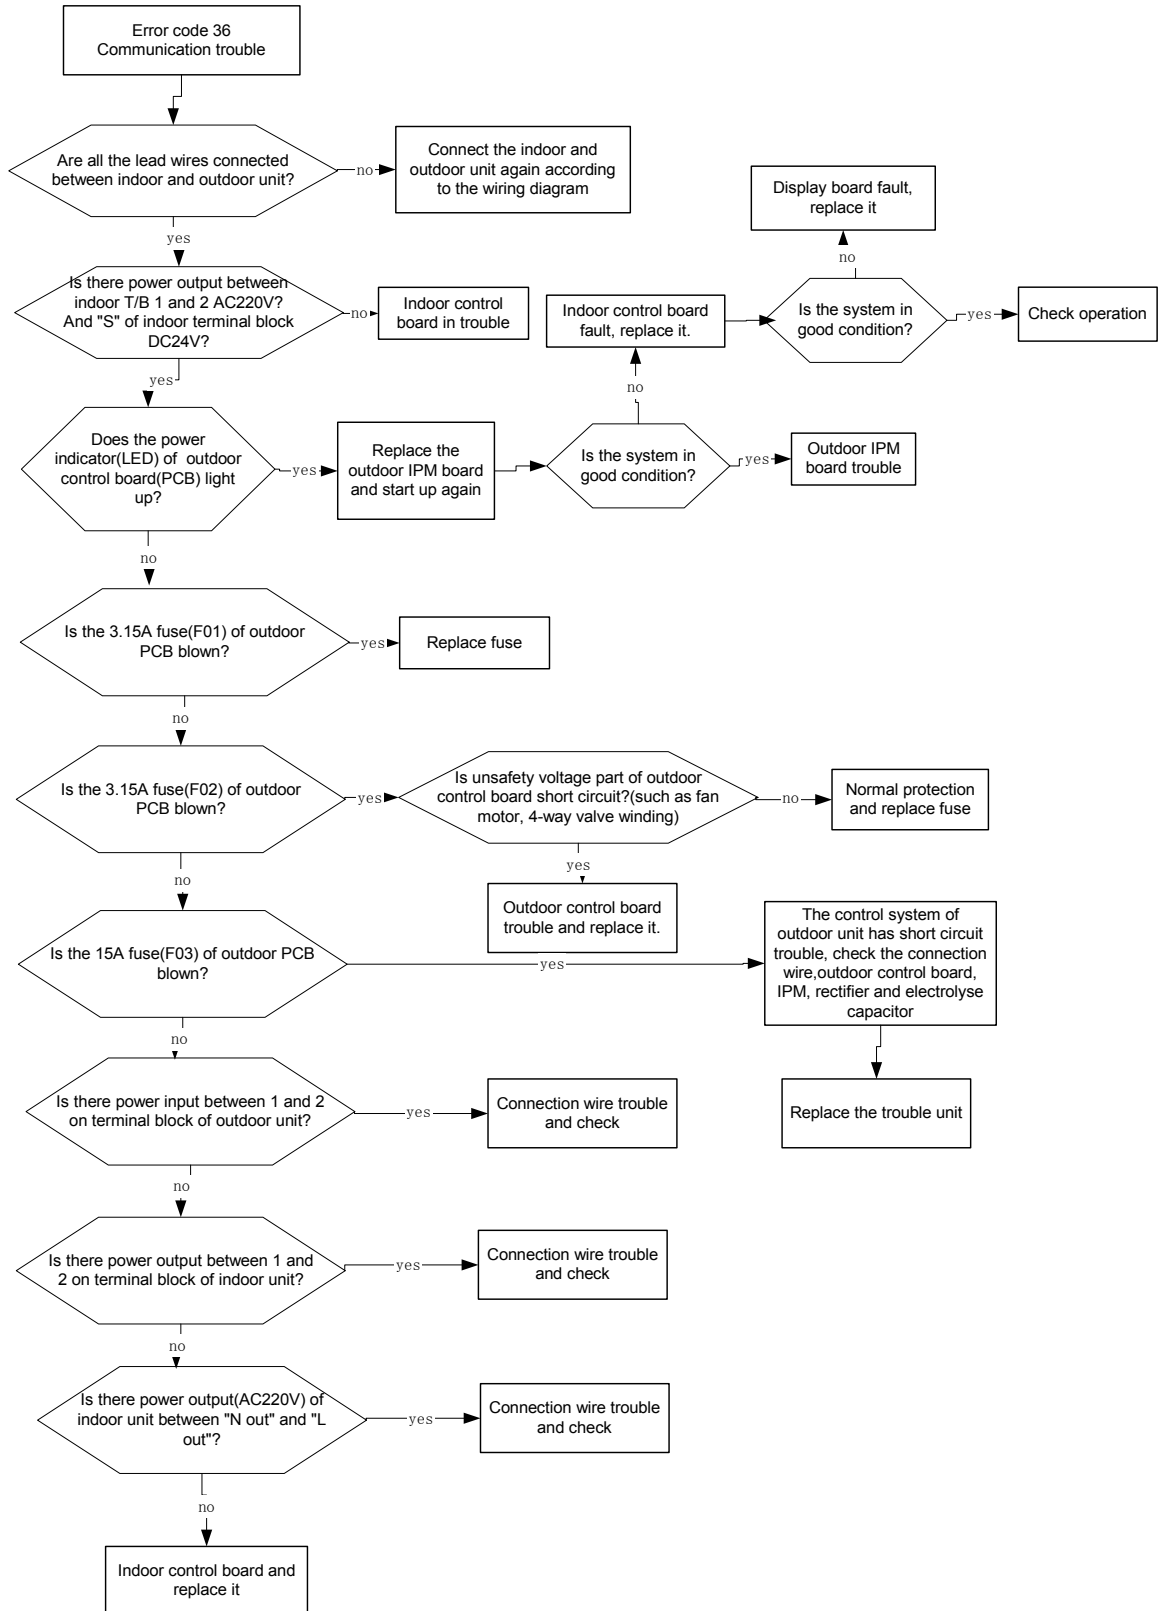 Error code 36
Communication trouble
Are all the lead wires connected
between indoor and outdoor unit?
no
Connect the indoor and
outdoor unit again according
to the wiring diagram
yes
Is there power output between
indoor T/B 1 and 2 AC220V?
And "S" of indoor terminal block
DC24V?
no
Indoor control
board in trouble
yes
Does the power
indicator(LED) of outdoor
control board(PCB) light
up?
yes
Replace the
outdoor IPM board
and start up again
Is the system in
good condition?
yes
Outdoor IPM
board trouble
no
Indoor control board
fault, replace it.
Is the system in
good condition?
yes
Check operation
no
Display board fault,
replace it
no
Is the 3.15A fuse(F01) of outdoor
PCB blown?
yes
Replace fuse
no
Is the 3.15A fuse(F02) of outdoor
PCB blown?
yes
Is unsafety voltage part of outdoor
control board short circuit?(such as fan
motor, 4-way valve winding)
no
Normal protection
and replace fuse
yes
Outdoor control board
trouble and replace it.
no
Is the 15A fuse(F03) of outdoor PCB
blown?
yes
The control system of
outdoor unit has short circuit
trouble, check the connection
wire,outdoor control board,
IPM, rectifier and electrolyse
capacitor
Replace the trouble unit
no
Is there power input between 1 and 2
on terminal block of outdoor unit?
yes
Connection wire trouble
and check
no
Is there power output between 1 and
2 on terminal block of indoor unit?
yes
Connection wire trouble
and check
no
Is there power output(AC220V) of
indoor unit between "N out" and "L
out"?
yes
Connection wire trouble
and check
no
Indoor control board and
replace it